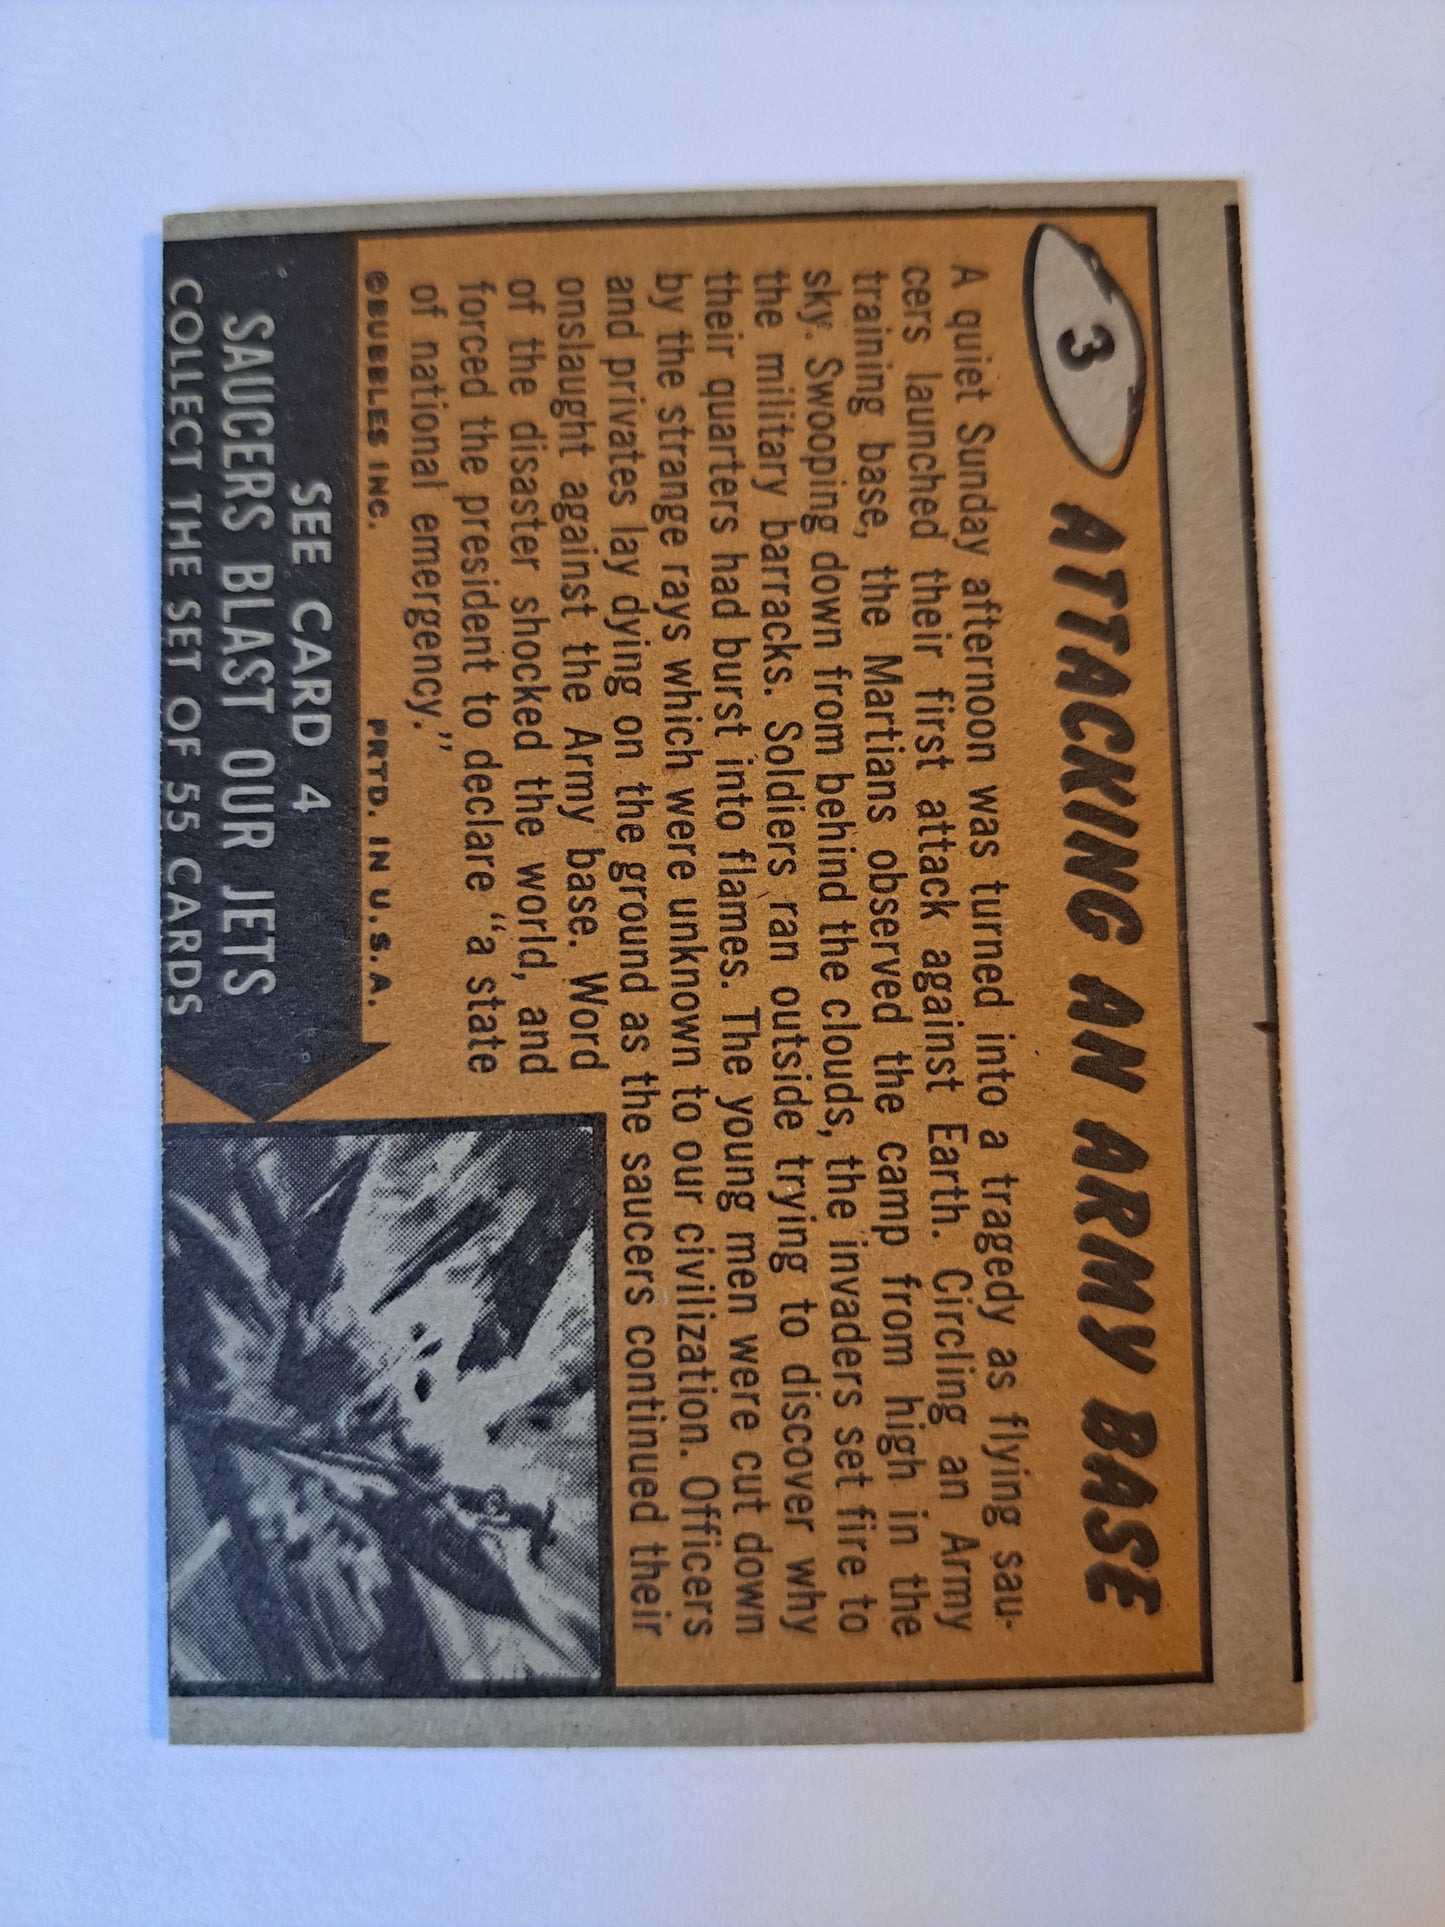 3
ATTACKING AN ARMY BASE
A quiet Sunday afternoon was turned into a tragedy as flying sau-
cers launched their first attack against Earth. Circling an Army
training base, the Martians observed the camp from high in the
sky. Swooping down from behind the clouds, the invaders set fire to
the military barracks. Soldiers ran outside trying to discover why
their quarters had burst into flames. The young men were cut down
by the strange rays which were unknown to our civilization. Officers
and privates lay dying on the ground as the saucers continued their
onslaught against the Army base. Word
of the disaster shocked the world, and
forced the president to declare "a state
of national emergency."
©BUBBLES INC. PRTD. IN U.S.A.
SEE CARD 4
SAUCERS BLAST OUR JETS
COLLECT THE SET OF 55 CARDS